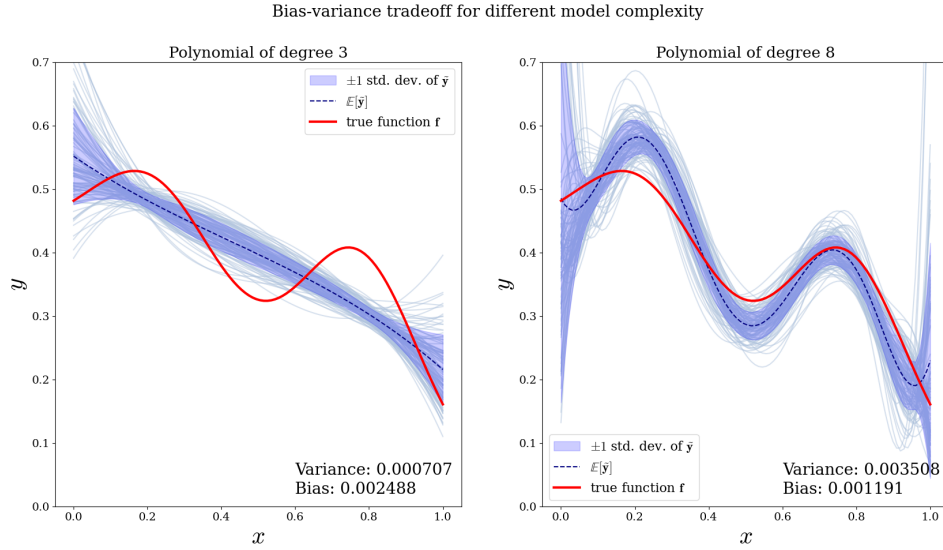 Bias-variance tradeoff for different model complexity
Polynomial of degree 3
0.7
0.6
0.5
0.4
0.3
0.2
0.1
0.0
y
±1 std. dev. of ỹ
𝔼[ỹ]
true function f
Variance: 0.000707
Bias: 0.002488
0.0 0.2 0.4 0.6 0.8 1.0
x
Polynomial of degree 8
0.7
0.6
0.5
0.4
0.3
0.2
0.1
0.0
y
±1 std. dev. of ỹ
𝔼[ỹ]
true function f
Variance: 0.003508
Bias: 0.001191
0.0 0.2 0.4 0.6 0.8 1.0
x